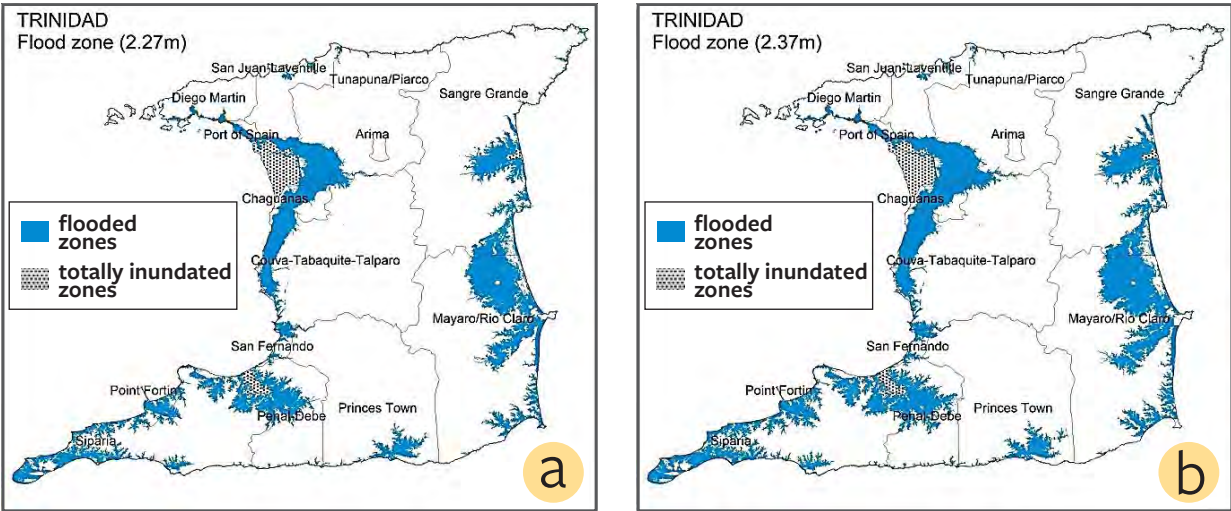 TRINIDAD
Flood zone (2.27m)
San Juan-Laventille
Tunapuna/Piarco
Sangre Grande
Diego Martin
Port of Spain
Arima
Chaguanas
flooded
zones
totally inundated
zones
Couva-Tabaquite-Talparo
Mayaro/Rio Claro
San Fernando
Point Fortin
Penal-Debe
Princes Town
Siparia
a
TRINIDAD
Flood zone (2.37m)
San Juan-Laventille
Tunapuna/Piarco
Sangre Grande
Diego Martin
Port of Spain
Arima
Chaguanas
flooded
zones
totally inundated
zones
Couva-Tabaquite-Talparo
Mayaro/Rio Claro
San Fernando
Point Fortin
Penal-Debe
Princes Town
Siparia
b